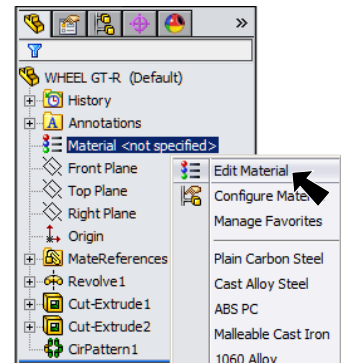 »
WHEEL GT-R (Default)
History
A Annotations
Material <not specified>
Front Plane
Top Plane
Right Plane
Origin
MateReferences
Revolve1
Cut-Extrude1
Cut-Extrude2
CirPattern1
Edit Material
Configure
Manage Favorites
Plain Carbon Steel
Cast Alloy Steel
ABS PC
Malleable Cast Iron
1060 Alloy